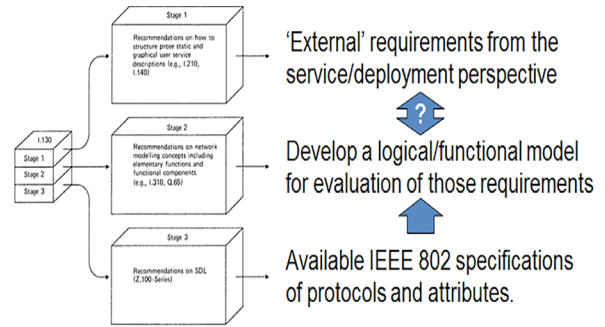 Stage 1
Recommendations on how to
structure prose static and
graphical user service
descriptions (e.g., I.210,
I.140)
‘External’ requirements from the
service/deployment perspective
?
I.130
Stage 1
Stage 2
Stage 3
Stage 2
Recommendations on network
modelling concepts including
elementary functions and
functional components
(e.g., I.310, Q.65)
Develop a logical/functional model
for evaluation of those requirements
Stage 3
Recommendations on SDL
(Z.100-Series)
Available IEEE 802 specifications
of protocols and attributes.